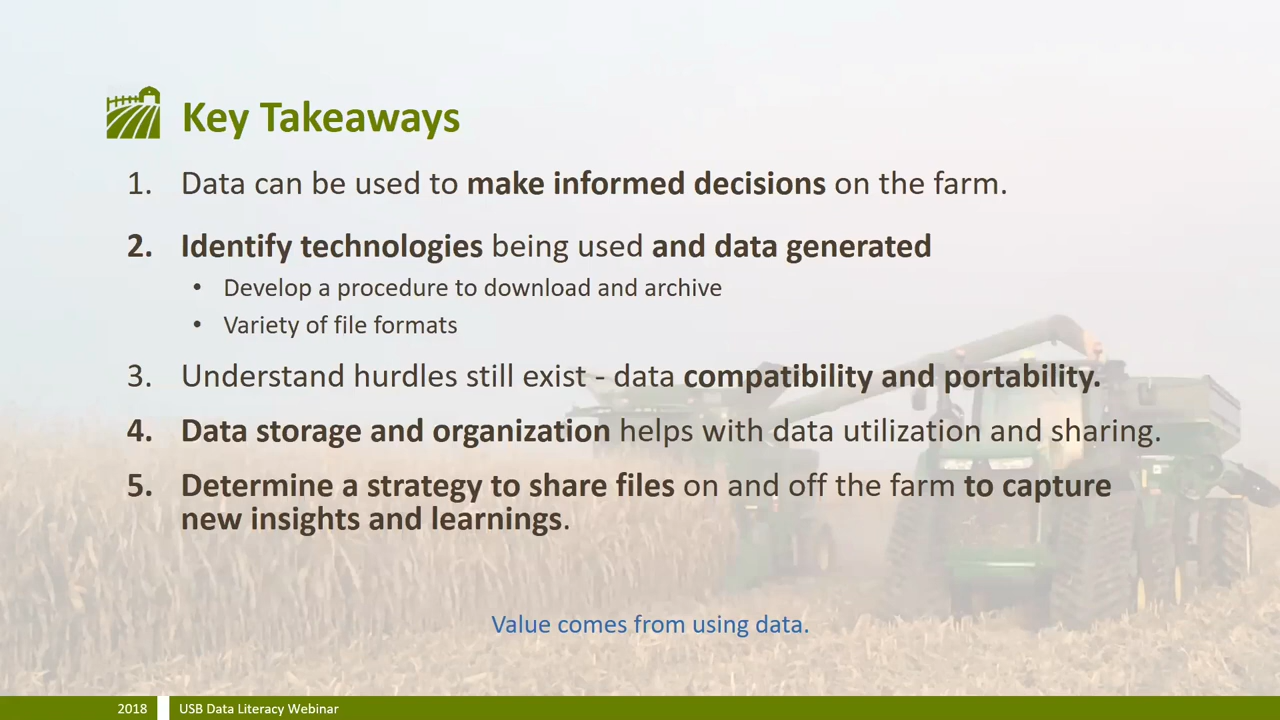 Key Takeaways
1. Data can be used to make informed decisions on the farm.
2. Identify technologies being used and data generated
• Develop a procedure to download and archive
• Variety of file formats
3. Understand hurdles still exist - data compatibility and portability.
4. Data storage and organization helps with data utilization and sharing.
5. Determine a strategy to share files on and off the farm to capture
new insights and learnings.
Value comes from using data.
2018 USB Data Literacy Webinar